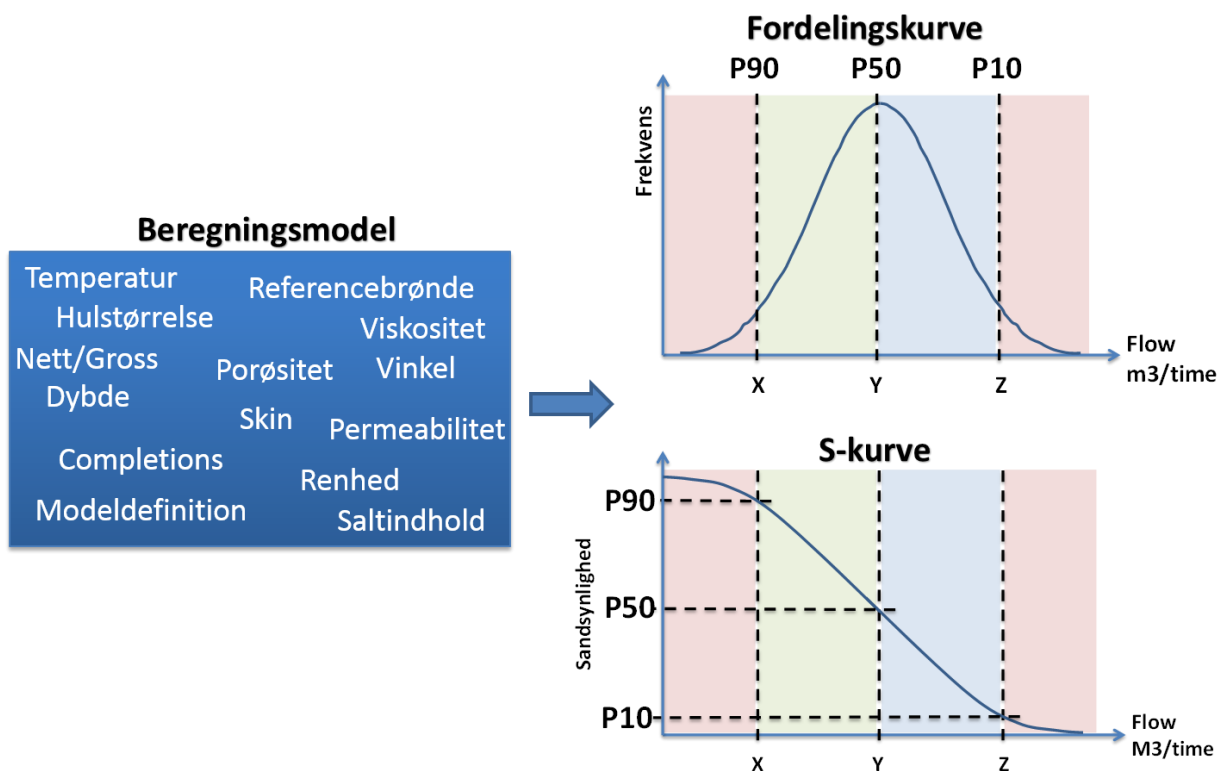 Beregningsmodel
Temperatur
Referencebrønde
Hulstørrelse
Viskositet
Nett/Gross
Porøsitet
Vinkel
Dybde
Skin
Permeabilitet
Completions
Renhed
Modeldefinition
Saltindhold
Fordelingskurve
P90 P50 P10
Frekvens
Flow
m3/time
X Y Z
S-kurve
P90
Sandsynlighed
P50
P10
Flow
M3/time
X Y Z